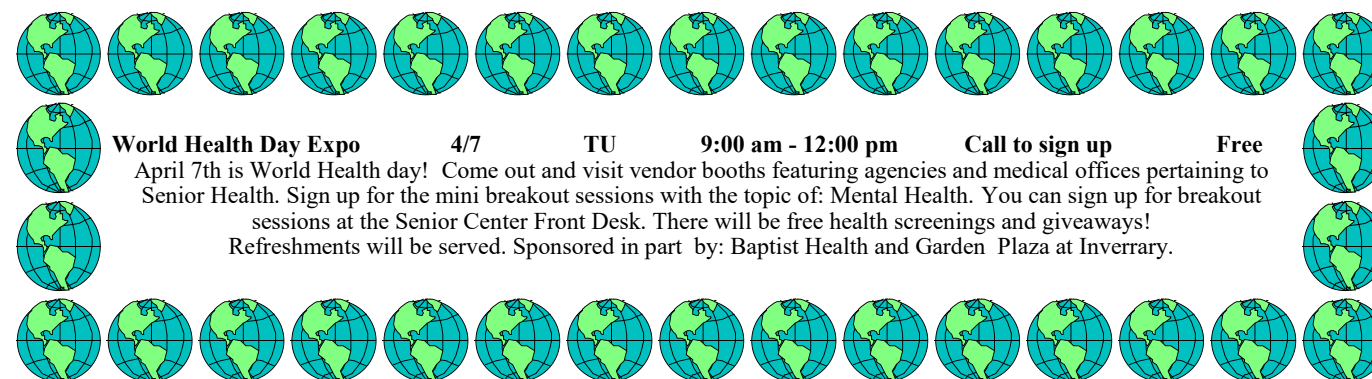 World Health Day Expo 4/7 TU 9:00 am - 12:00 pm Call to sign up Free
April 7th is World Health day!  Come out and visit vendor booths featuring agencies and medical offices pertaining to
Senior Health. Sign up for the mini breakout sessions with the topic of: Mental Health. You can sign up for breakout
sessions at the Senior Center Front Desk. There will be free health screenings and giveaways!
Refreshments will be served. Sponsored in part  by: Baptist Health and Garden  Plaza at Inverrary.